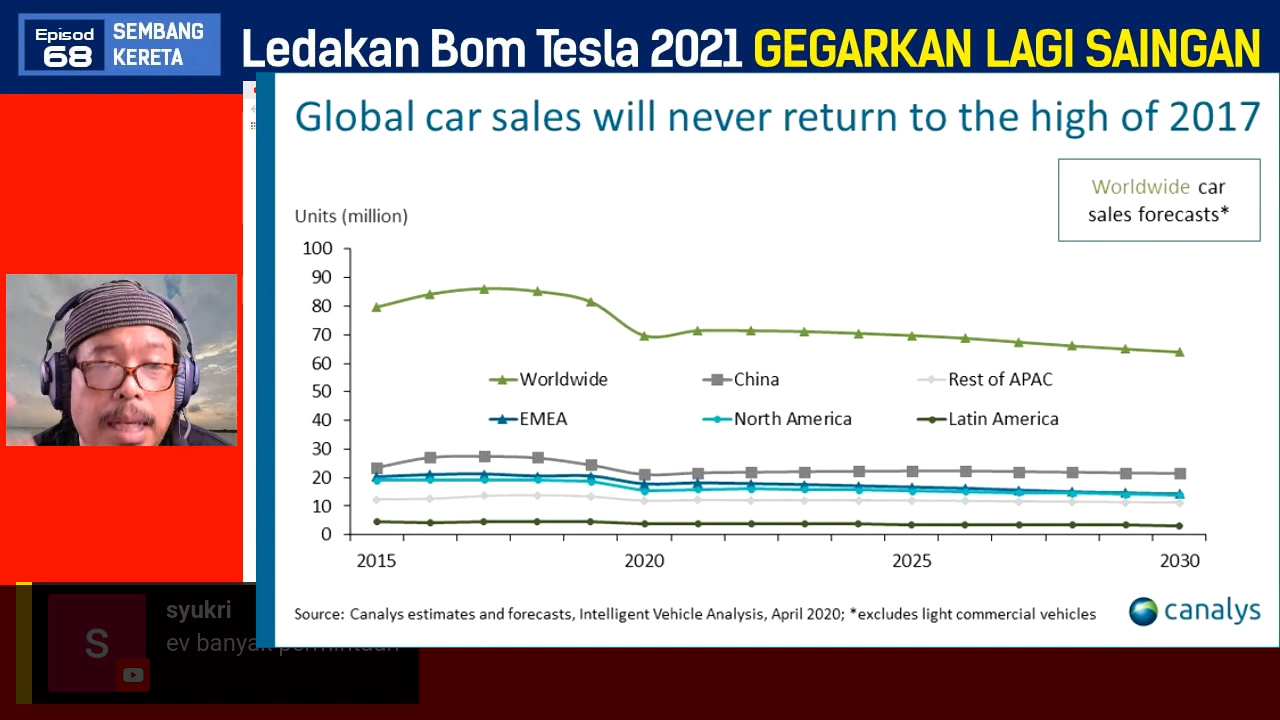 Episod
68
SEMBANG
KERETA
Ledakan Bom Tesla 2021 GEGARKAN LAGI SAINGAN
Global car sales will never return to the high of 2017
Worldwide car
sales forecasts*
Units (million)
100
90
80
70
60
50
40
30
20
10
0
Worldwide
China
Rest of APAC
EMEA
North America
Latin America
2015
2020
2025
2030
Source: Canalys estimates and forecasts, Intelligent Vehicle Analysis, April 2020; *excludes light commercial vehicles
canalys
S
syukri
ev banyak permintaan